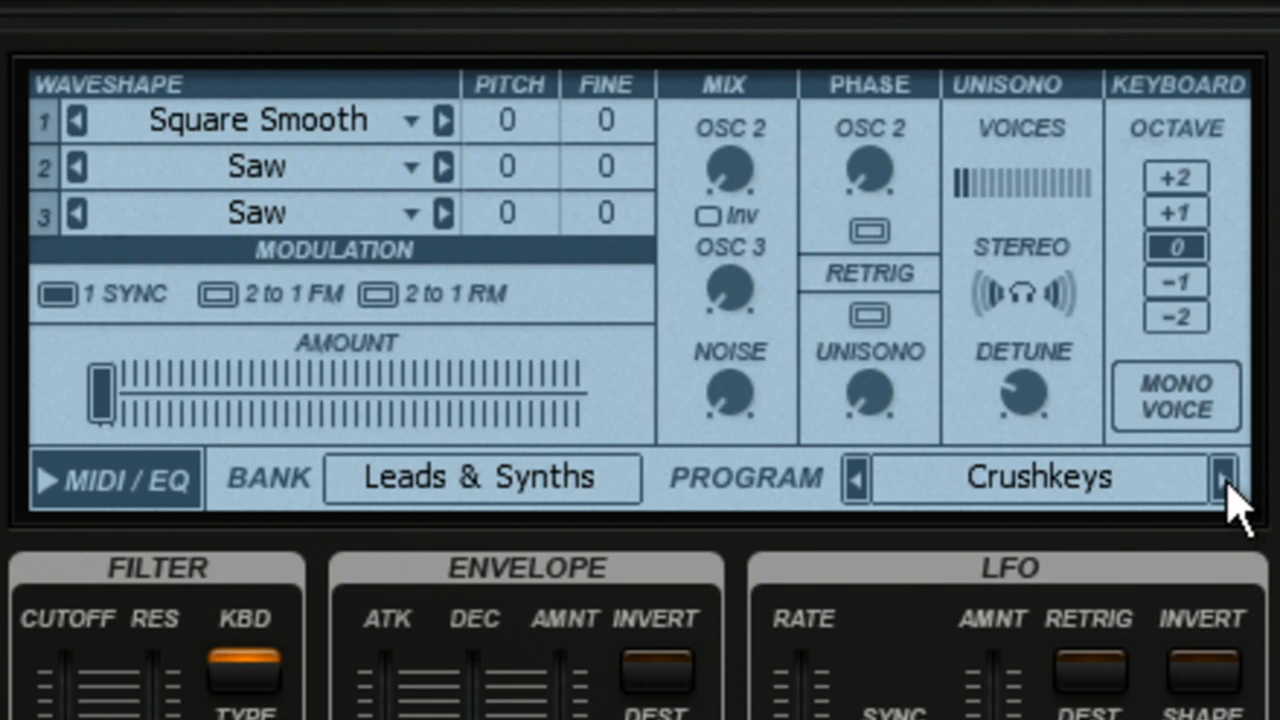 WAVESHAPE PITCH FINE MIX PHASE UNISONO KEYBOARD
1 Square Smooth 0 0
OSC 2 OSC 2 VOICES OCTAVE
2 Saw 0 0
+2
3 Saw 0 0
Inv
+1
MODULATION
OSC 3 STEREO 0
RETRIG
1 SYNC 2 to 1 FM 2 to 1 RM
-1
-2
AMOUNT
NOISE UNISONO DETUNE
MONO
VOICE
MIDI / EQ BANK Leads & Synths PROGRAM Crushkeys
FILTER ENVELOPE LFO
CUTOFF RES KBD ATK DEC AMNT INVERT RATE AMNT RETRIG INVERT
TYPE DEST SYNC DEST SHAPE